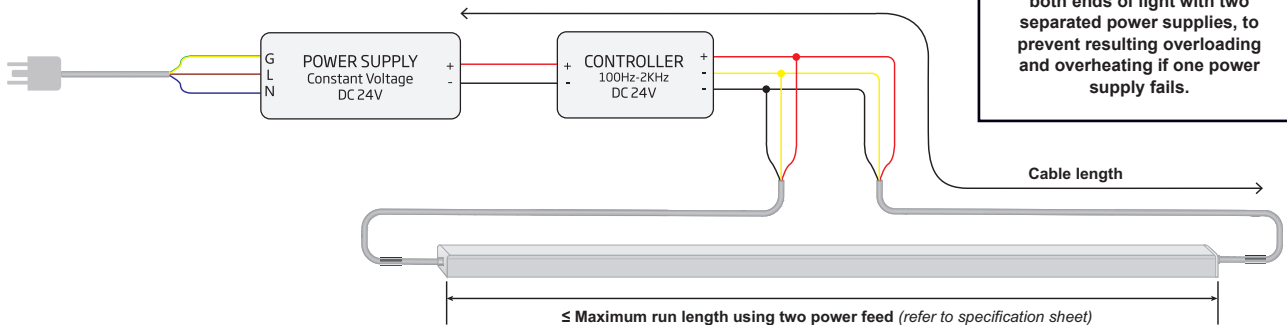 both ends of light with two
separated power supplies, to
prevent resulting overloading
and overheating if one power
supply fails.
G
L
N
POWER SUPPLY
Constant Voltage
DC 24V
+
-
+
-
CONTROLLER
100Hz-2KHz
DC 24V
+
-
-
Cable length
≤ Maximum run length using two power feed (refer to specification sheet)